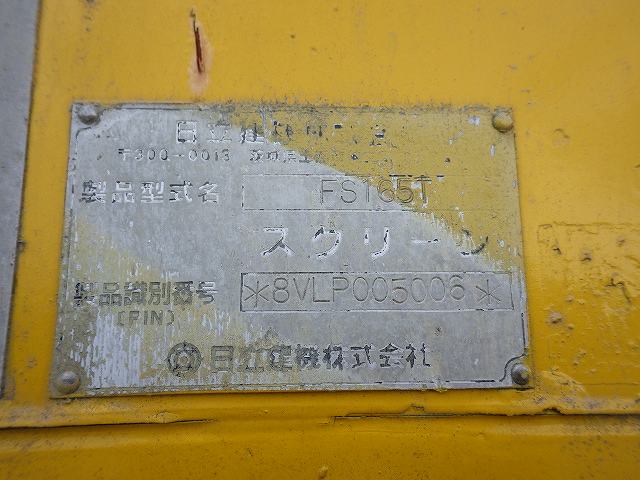 日立建機
〒300-0013
製品型式名 FS165T
スクリーン
製品識別番号 *8VLP005006*
(PIN)
日立建機株式会社